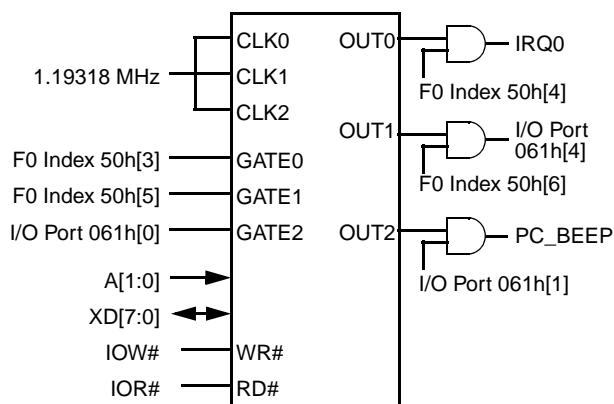 CLK0 OUT0 IRQ0
1.19318 MHz CLK1
F0 Index 50h[4]
CLK2
OUT1 I/O Port
061h[4]
F0 Index 50h[3] GATE0
F0 Index 50h[6]
F0 Index 50h[5] GATE1
I/O Port 061h[0] GATE2 OUT2 PC_BEEP
A[1:0]
I/O Port 061h[1]
XD[7:0]
IOW# WR#
IOR# RD#